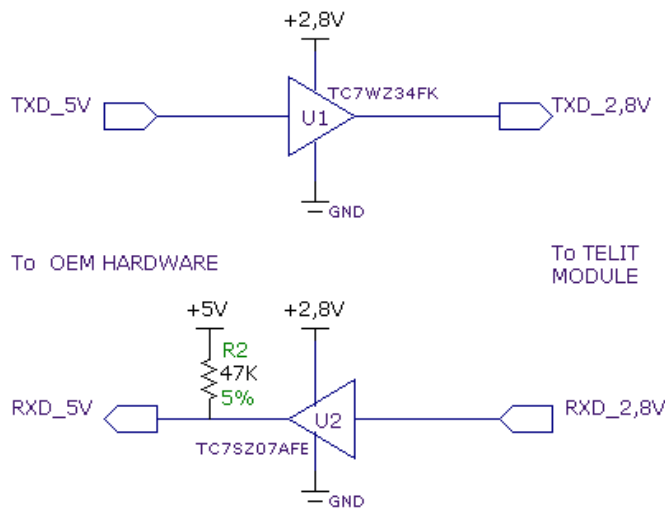 +2,8V
TXD_5V
TC7WZ34FK
TXD_2,8V
U1
GND
To OEM HARDWARE
To TELIT
MODULE
+5V
+2,8V
R2
47K
5%
RXD_5V
U2
RXD_2,8V
TC7SZ07AFE
GND